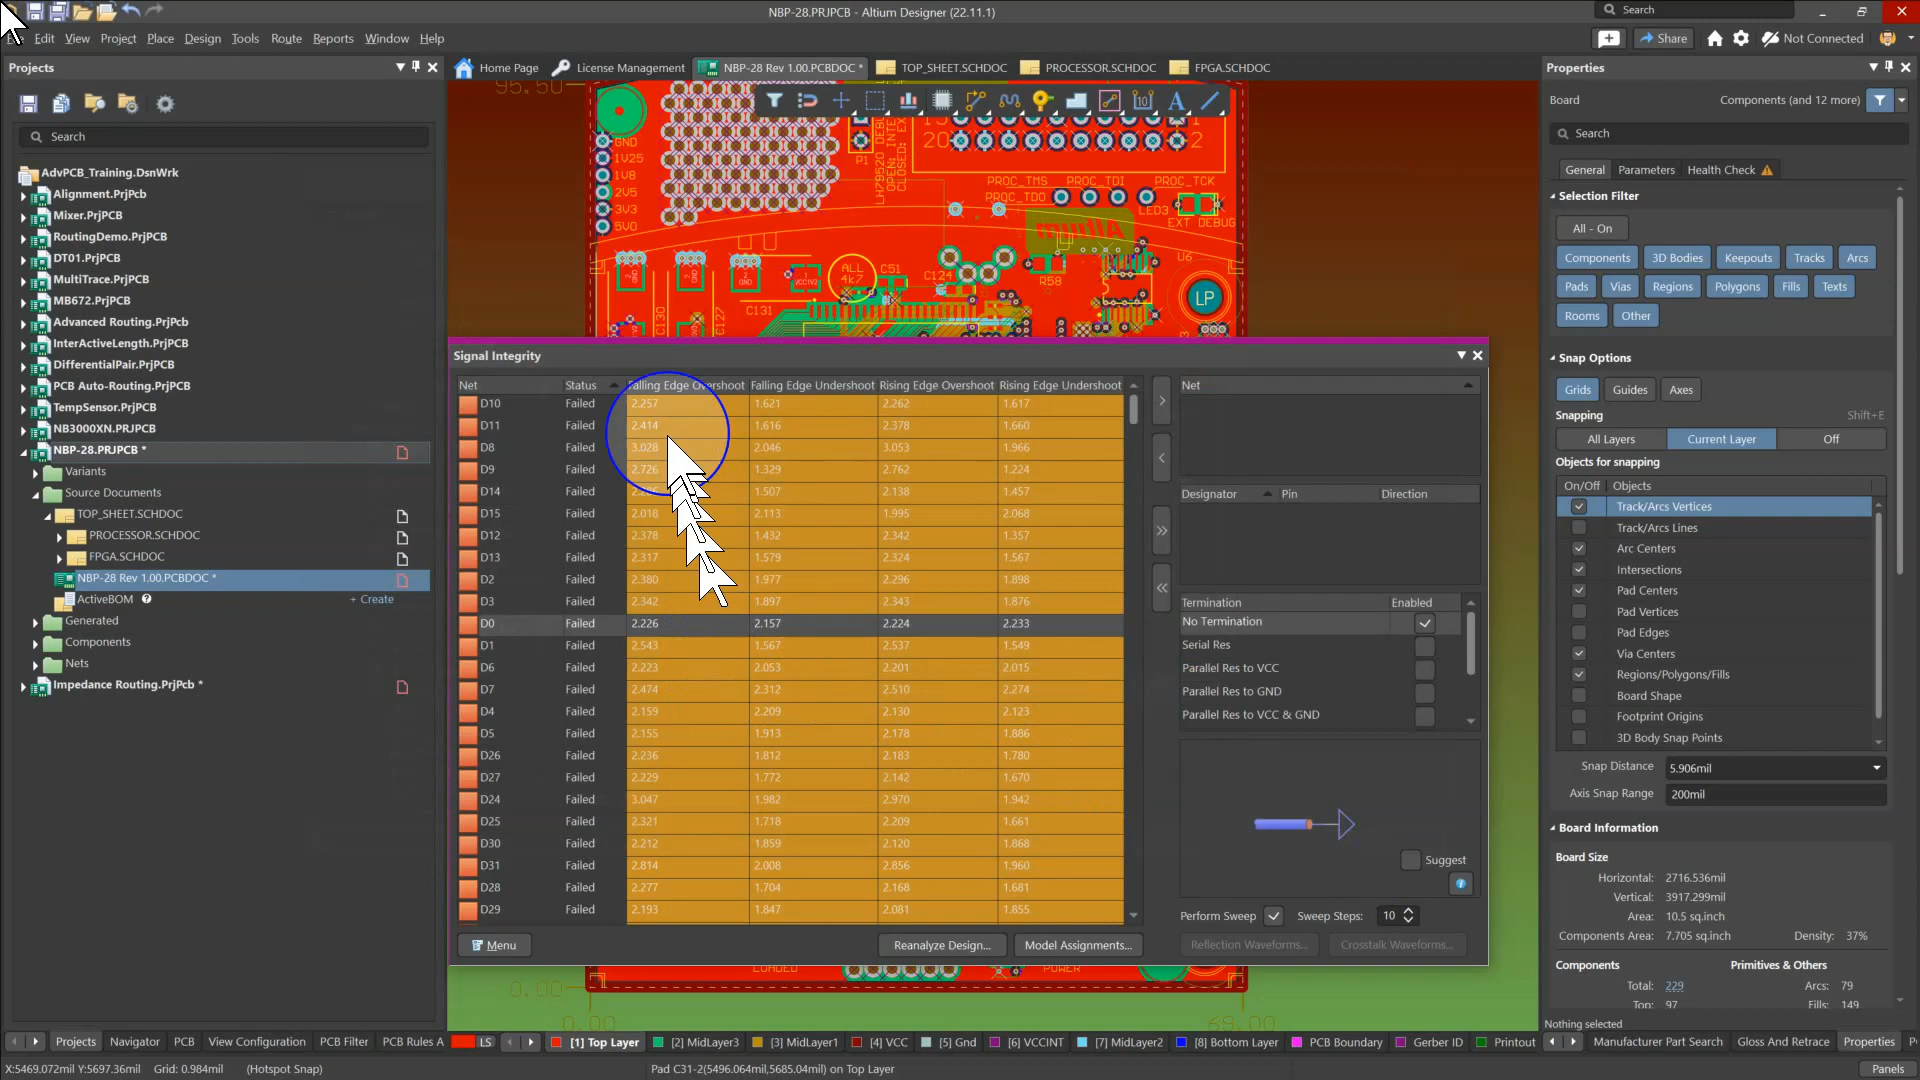 NBP-28.PRJPCB - Altium Designer (22.11.1)
Search
Edit View Project Place Design Tools Route Reports Window Help
Share
Not Connected
Projects
Home Page
License Management
NBP-28 Rev 1.00.PCBDOC *
TOP_SHEET.SCHDOC
PROCESSOR.SCHDOC
FPGA.SCHDOC
Search
AdvPCB_Training.DsnWrk
Alignment.PrjPcb
Mixer.PrjPCB
RoutingDemo.PrjPCB
DT01.PrjPCB
MultiTrace.PrjPCB
MB672.PrjPCB
Advanced Routing.PrjPcb
InterActiveLength.PrjPCB
DifferentialPair.PrjPcb
PCB Auto-Routing.PrjPCB
TempSensor.PrjPCB
NB3000XN.PRJPCB
NBP-28.PRJPCB *
Variants
Source Documents
TOP_SHEET.SCHDOC
PROCESSOR.SCHDOC
FPGA.SCHDOC
NBP-28 Rev 1.00.PCBDOC *
ActiveBOM
+ Create
Generated
Components
Nets
Impedance Routing.PrjPcb *
95.50
GND
1V25
1V8
2V5
3V3
5V0
P1
20
2
PROC_TMS PROC_TDI PROC_TCK
PROC_TDO
LED3
EXT DEBUG
Altium
ALL
4k7
C51
C124
R58
U6
LP
C131
C130
C127
Signal Integrity
Net Status Falling Edge Overshoot Falling Edge Undershoot Rising Edge Overshoot Rising Edge Undershoot
D10 Failed 2.257 1.621 2.262 1.617
D11 Failed 2.414 1.616 2.378 1.660
D8 Failed 3.028 2.046 3.053 1.966
D9 Failed 2.726 1.329 2.762 1.224
D14 Failed 1.507 2.138 1.457
D15 Failed 2.018 2.113 1.995 2.068
D12 Failed 2.378 1.432 2.342 1.357
D13 Failed 2.317 1.579 2.324 1.567
D2 Failed 2.380 1.977 2.296 1.898
D3 Failed 2.342 1.897 2.343 1.876
D0 Failed 2.226 2.157 2.224 2.233
D1 Failed 2.543 1.567 2.537 1.549
D6 Failed 2.223 2.053 2.201 2.015
D7 Failed 2.474 2.312 2.510 2.274
D4 Failed 2.159 2.209 2.130 2.123
D5 Failed 2.155 1.913 2.178 1.886
D26 Failed 2.236 1.812 2.183 1.780
D27 Failed 2.229 1.772 2.142 1.670
D24 Failed 3.047 1.982 2.970 1.942
D25 Failed 2.321 1.718 2.209 1.661
D30 Failed 2.212 1.859 2.120 1.868
D31 Failed 2.814 2.008 2.856 1.960
D28 Failed 2.277 1.704 2.168 1.681
D29 Failed 2.193 1.847 2.081 1.855
Menu
Reanalyze Design...
Model Assignments...
Net
Designator Pin Direction
Termination Enabled
No Termination
Serial Res
Parallel Res to VCC
Parallel Res to GND
Parallel Res to VCC & GND
Suggest
Perform Sweep
Sweep Steps: 10
Reflection Waveforms...
Crosstalk Waveforms...
LOADED
POWER
0.00
0.00
69.00
Properties
Board
Components (and 12 more)
Search
General Parameters Health Check
Selection Filter
All - On
Components 3D Bodies Keepouts Tracks Arcs
Pads Vias Regions Polygons Fills Texts
Rooms Other
Snap Options
Grids Guides Axes
Snapping Shift+E
All Layers Current Layer Off
Objects for snapping
On/Off Objects
Track/Arcs Vertices
Track/Arcs Lines
Arc Centers
Intersections
Pad Centers
Pad Vertices
Pad Edges
Via Centers
Regions/Polygons/Fills
Board Shape
Footprint Origins
3D Body Snap Points
Snap Distance 5.906mil
Axis Snap Range 200mil
Board Information
Board Size
Horizontal: 2716.536mil
Vertical: 3917.299mil
Area: 10.5 sq.inch
Components Area: 7.705 sq.inch Density: 37%
Components Primitives & Others
Total: 229 Arcs: 79
Top: 97 Fills: 149
Nothing selected
Projects Navigator PCB View Configuration PCB Filter PCB Rules A
LS
[1] Top Layer [2] MidLayer3 [3] MidLayer1 [4] VCC [5] Gnd [6] VCCINT [7] MidLayer2 [8] Bottom Layer PCB Boundary Gerber ID Printout
Manufacturer Part Search Gloss And Retrace Properties P
X:5469.072mil Y:5697.36mil Grid: 0.984mil (Hotspot Snap)
Pad C31-2(5496.064mil,5685.04mil) on Top Layer
Panels